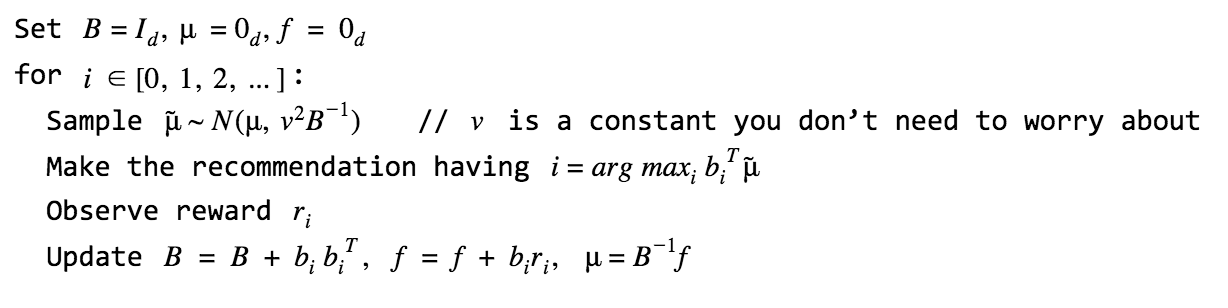 Set B = I_d, μ = 0_d, f = 0_d
for i ∈ [0, 1, 2, ... ]:
Sample μ̃ ~ N(μ, v²B⁻¹) // v is a constant you don’t need to worry about
Make the recommendation having i = arg max_i b_i^T μ̃
Observe reward r_i
Update B = B + b_i b_i^T, f = f + b_i r_i, μ = B⁻¹f